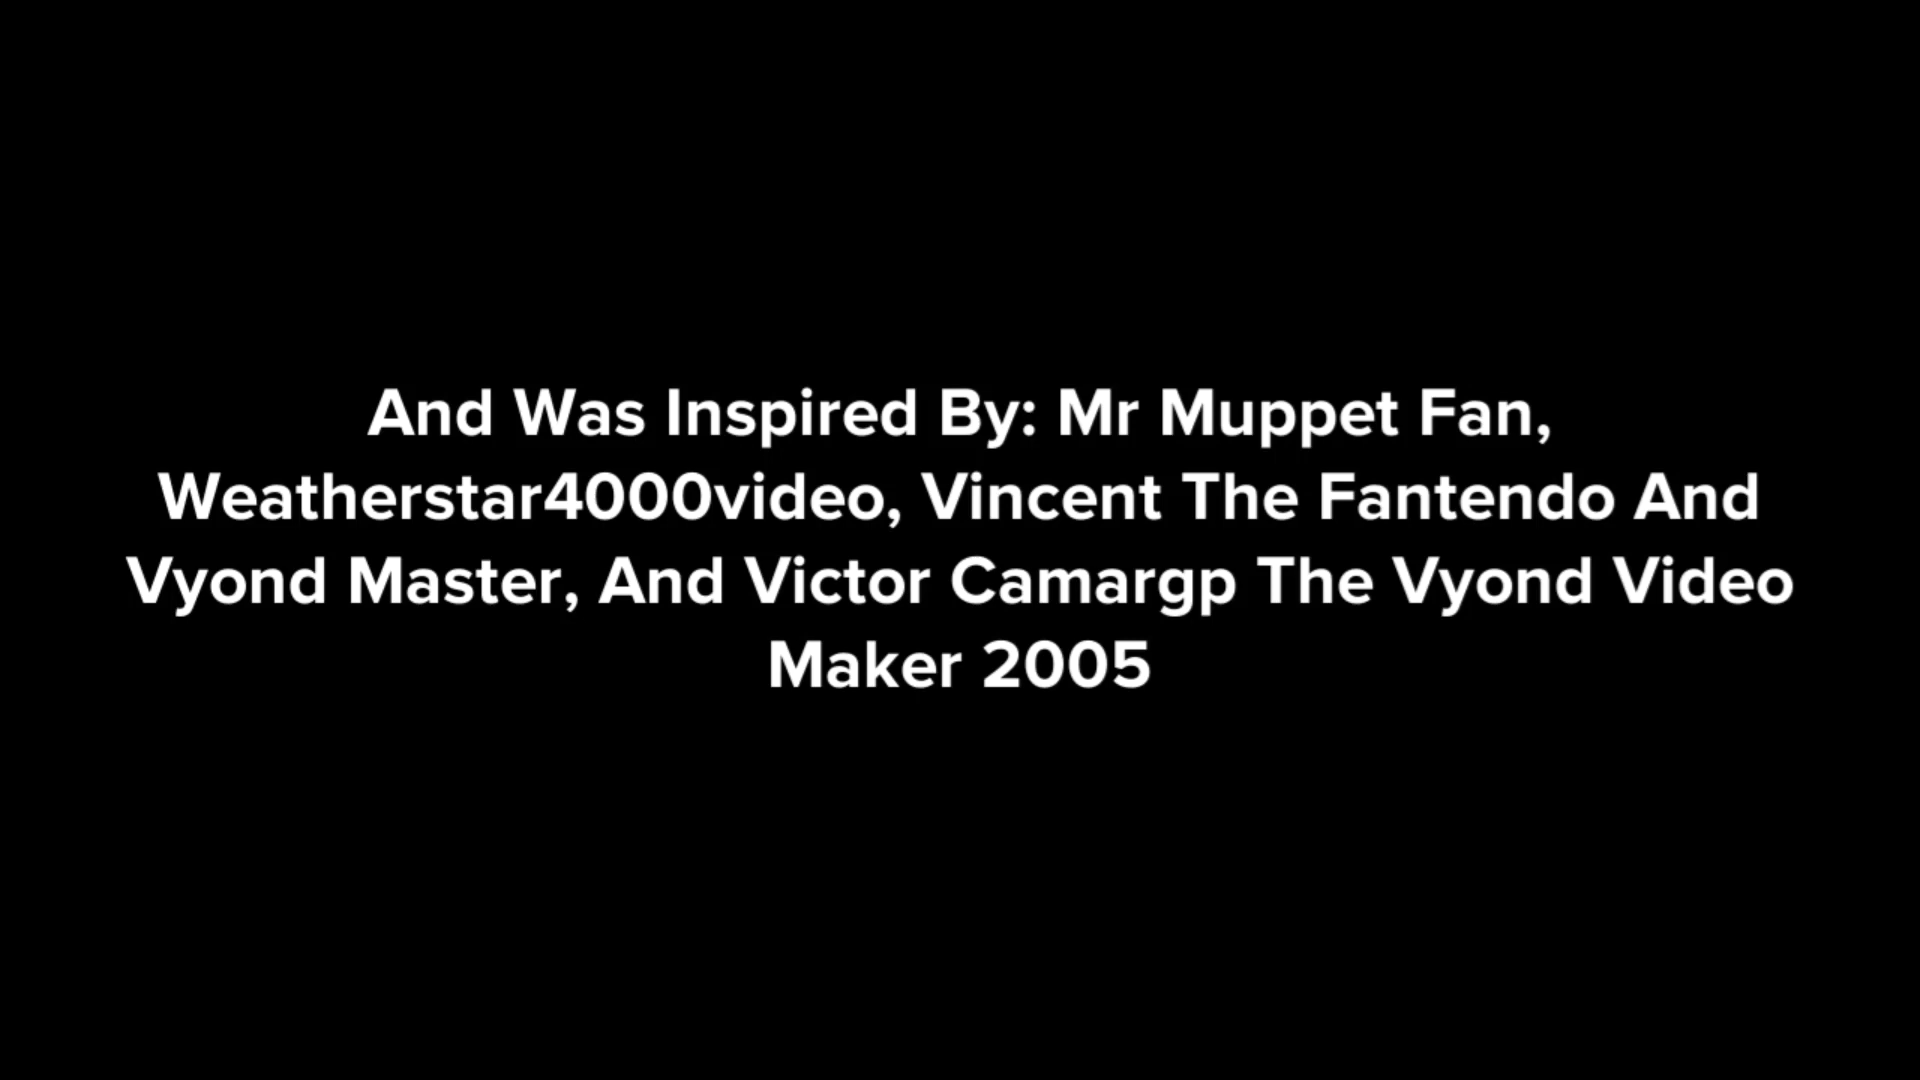 And Was Inspired By: Mr Muppet Fan,
Weatherstar4000video, Vincent The Fantendo And
Vyond Master, And Victor Camargp The Vyond Video
Maker 2005